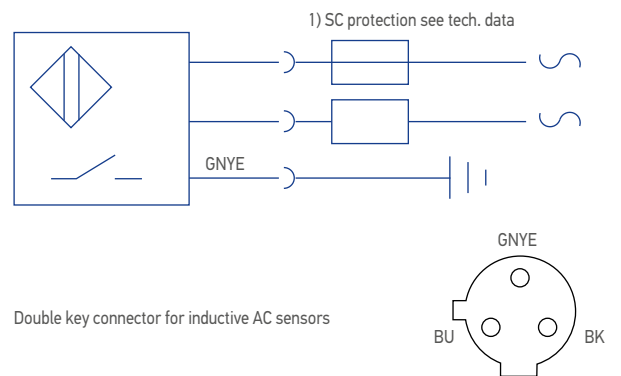 1) SC protection see tech. data
GNYE
GNYE
Double key connector for inductive AC sensors
BU
BK